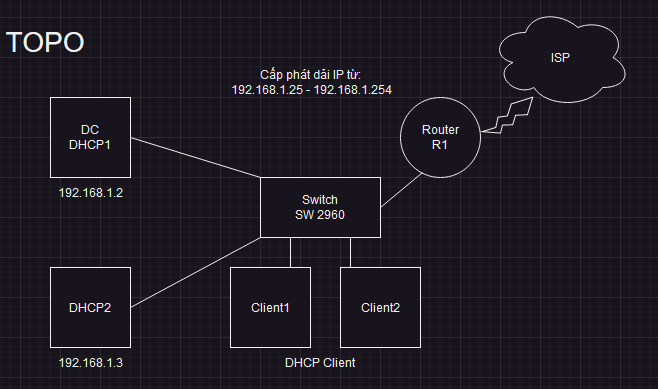 TOPO
ISP
Cấp phát dải IP từ:
192.168.1.25 - 192.168.1.254
DC
DHCP1
Router
R1
192.168.1.2
Switch
SW 2960
DHCP2
Client1
Client2
192.168.1.3
DHCP Client